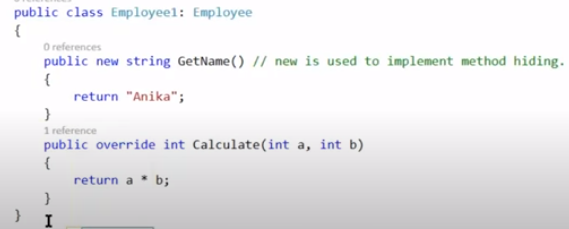 public class Employee1: Employee
{
0 references
public new string GetName() // new is used to implement method hiding.
{
return "Anika";
}
1 reference
public override int Calculate(int a, int b)
{
return a * b;
}
}